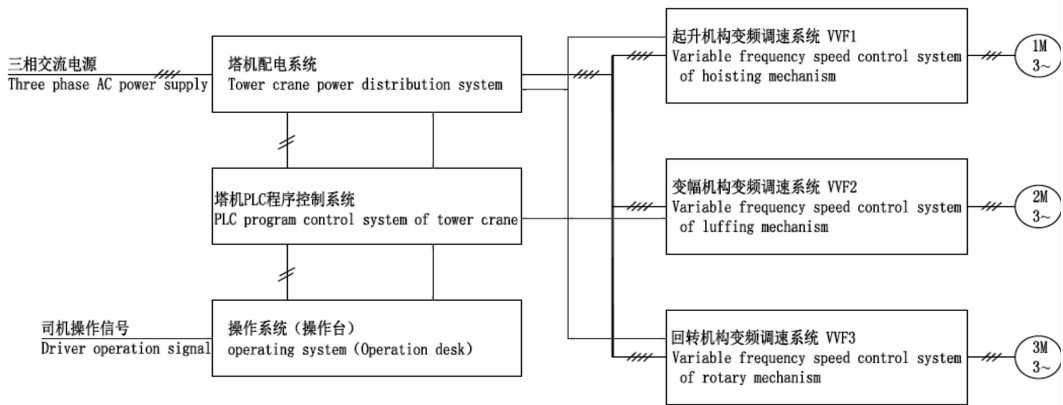 三相交流电源
Three phase AC power supply
塔机配电系统
Tower crane power distribution system
塔机PLC程序控制系统
PLC program control system of tower crane
司机操作信号
Driver operation signal
操作系统（操作台）
operating system（Operation desk）
起升机构变频调速系统 VVF1
Variable frequency speed control system
of hoisting mechanism
1M
3~
变幅机构变频调速系统 VVF2
Variable frequency speed control system
of luffing mechanism
2M
3~
回转机构变频调速系统 VVF3
Variable frequency speed control system
of rotary mechanism
3M
3~